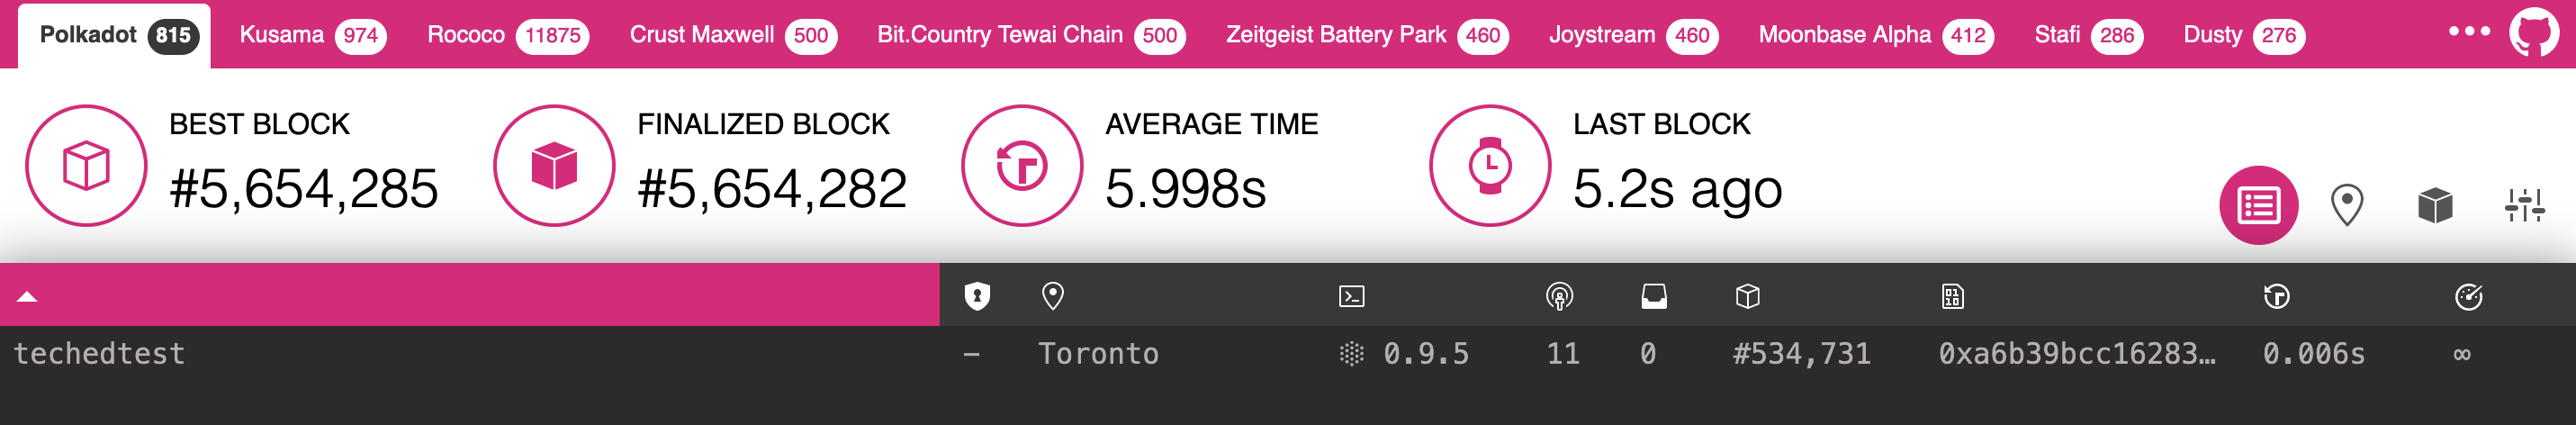 Polkadot 815 Kusama 974 Rococo 11875 Crust Maxwell 500 Bit.Country Tewai Chain 500 Zeitgeist Battery Park 460 Joystream 460 Moonbase Alpha 412 Stafi 286 Dusty 276
BEST BLOCK FINALIZED BLOCK AVERAGE TIME LAST BLOCK
#5,654,285 #5,654,282 5.998s 5.2s ago
techedtest – Toronto 0.9.5 11 0 #534,731 0xa6b39bcc16283… 0.006s ∞